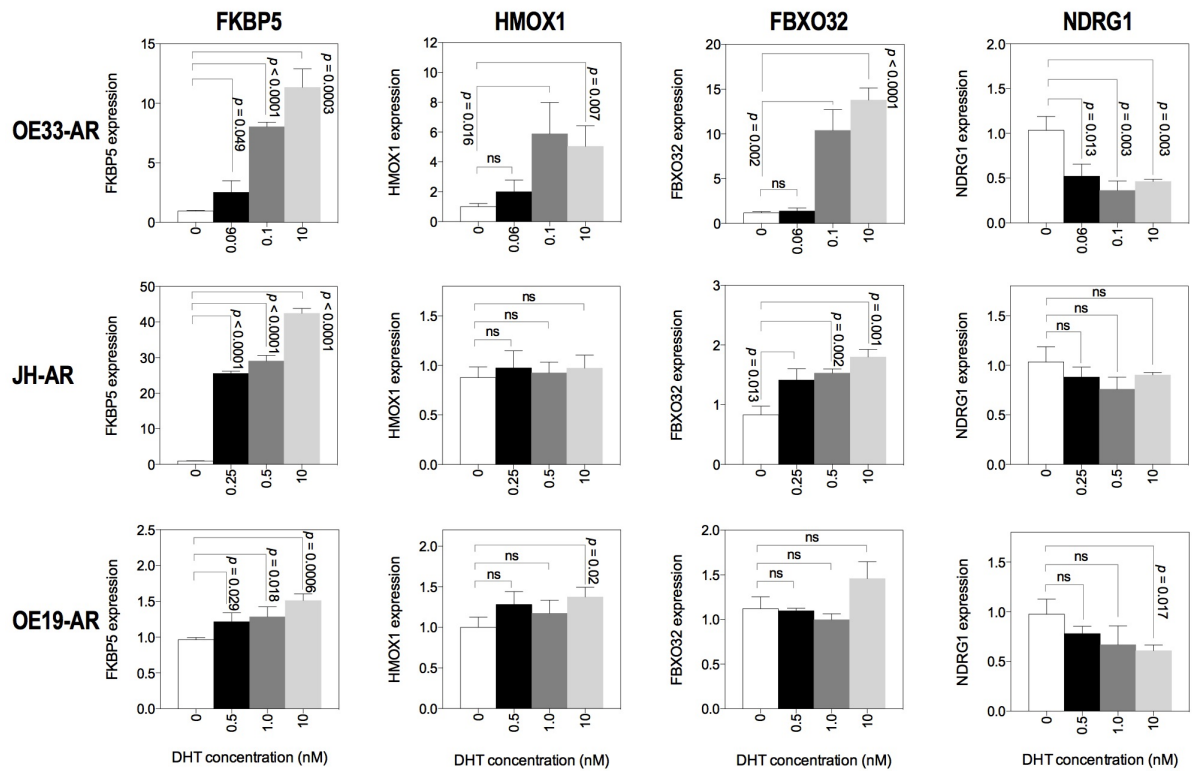 FKBP5 HMOX1 FBXO32 NDRG1
OE33-AR
FKBP5 expression
15
10
5
0
p = 0.049
p < 0.0001
p = 0.0003
0 0.06 0.1 10
HMOX1 expression
12
10
8
6
4
2
0
p = 0.016
ns
p = 0.007
0 0.06 0.1 10
FBXO32 expression
20
15
10
5
0
p = 0.002
ns
p < 0.0001
0 0.06 0.1 10
NDRG1 expression
2.0
1.5
1.0
0.5
0.0
p = 0.013
p = 0.003
p = 0.003
0 0.06 0.1 10
JH-AR
FKBP5 expression
50
40
30
20
10
0
p < 0.0001
p < 0.0001
p < 0.0001
0 0.25 0.5 10
HMOX1 expression
1.5
1.0
0.5
0.0
ns
ns
ns
0 0.25 0.5 10
FBXO32 expression
3
2
1
0
p = 0.013
p = 0.002
p = 0.001
0 0.25 0.5 10
NDRG1 expression
1.5
1.0
0.5
0.0
ns
ns
ns
0 0.25 0.5 10
OE19-AR
FKBP5 expression
2.5
2.0
1.5
1.0
0.5
0.0
p = 0.029
p = 0.018
p = 0.0006
0 0.5 1.0 10
DHT concentration (nM)
HMOX1 expression
2.0
1.5
1.0
0.5
0.0
ns
ns
p = 0.02
0 0.5 1.0 10
DHT concentration (nM)
FBXO32 expression
2.0
1.5
1.0
0.5
0.0
ns
ns
ns
0 0.5 1.0 10
DHT concentration (nM)
NDRG1 expression
1.5
1.0
0.5
0.0
ns
ns
p = 0.017
0 0.5 1.0 10
DHT concentration (nM)